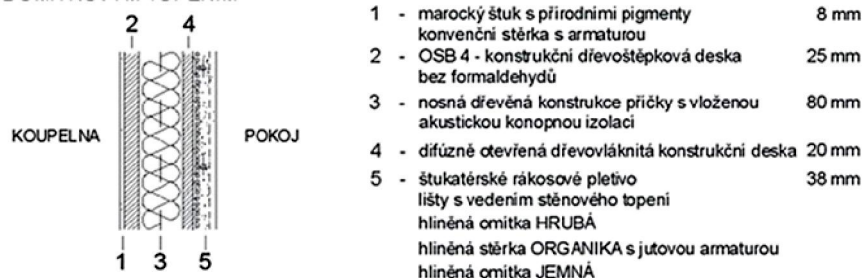 2 4
KOUPELNA POKOJ
1 3 5
1 - marocký štuk s přírodními pigmenty 8 mm
konvenční stěrka s armaturou
2 - OSB 4 - konstrukční dřevoštěpková deska 25 mm
bez formaldehydů
3 - nosná dřevěná konstrukce příčky s vloženou 80 mm
akustickou konopnou izolací
4 - difúzně otevřená dřevovláknitá konstrukční deska 20 mm
5 - štukatérské rákosové pletivo 38 mm
lišty s vedením stěnového topení
hliněná omítka HRUBÁ
hliněná stěrka ORGANIKA s jutovou armaturou
hliněná omítka JEMNÁ